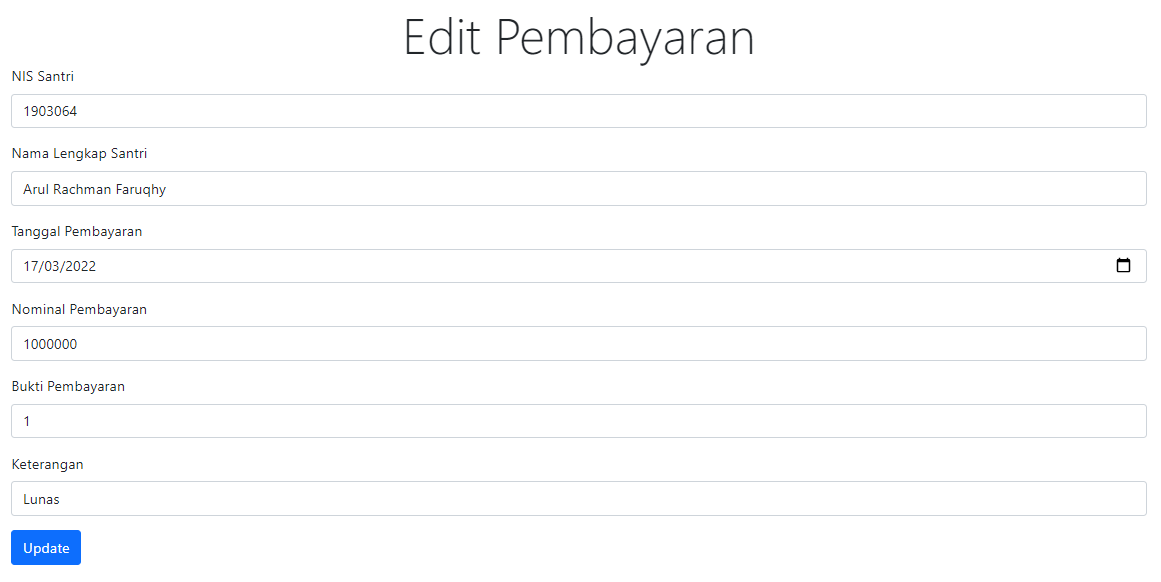 Edit Pembayaran
NIS Santri
1903064
Nama Lengkap Santri
Arul Rachman Faruqhy
Tanggal Pembayaran
17/03/2022
Nominal Pembayaran
1000000
Bukti Pembayaran
1
Keterangan
Lunas
Update